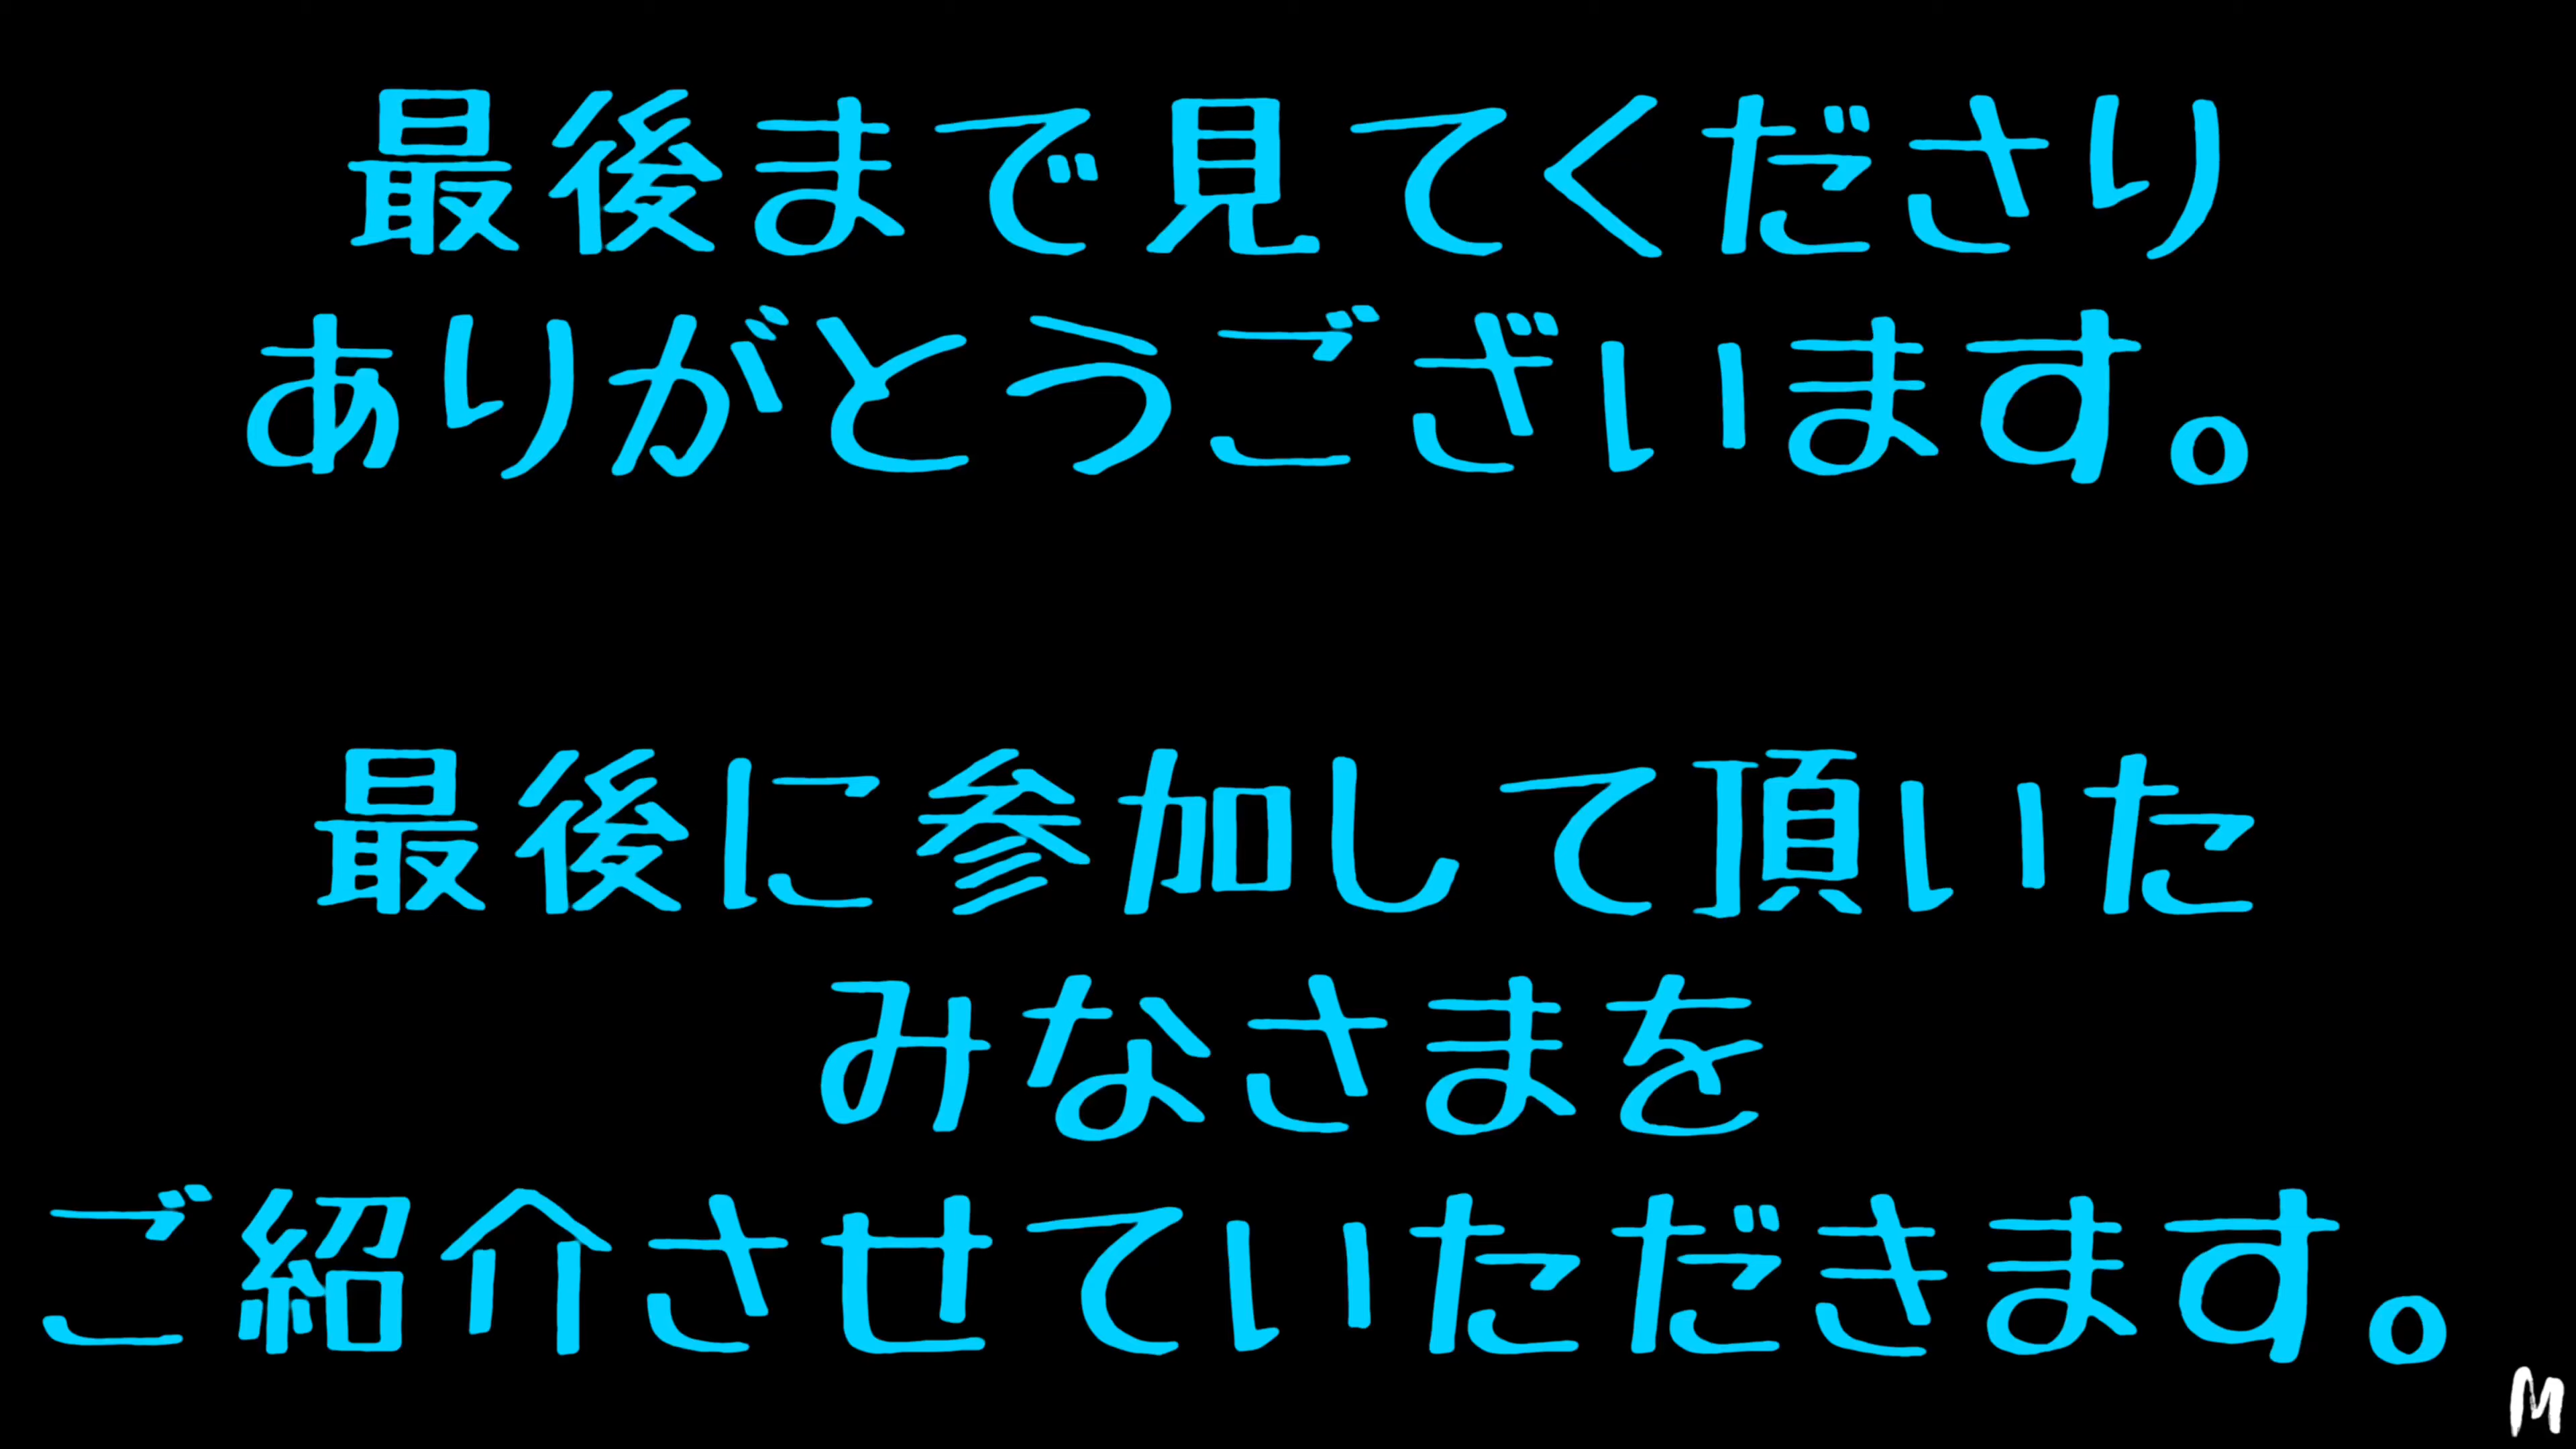 最後まで見てくださり
ありがとうございます。
最後に参加して頂いた
みなさまを
ご紹介させていただきます。
M